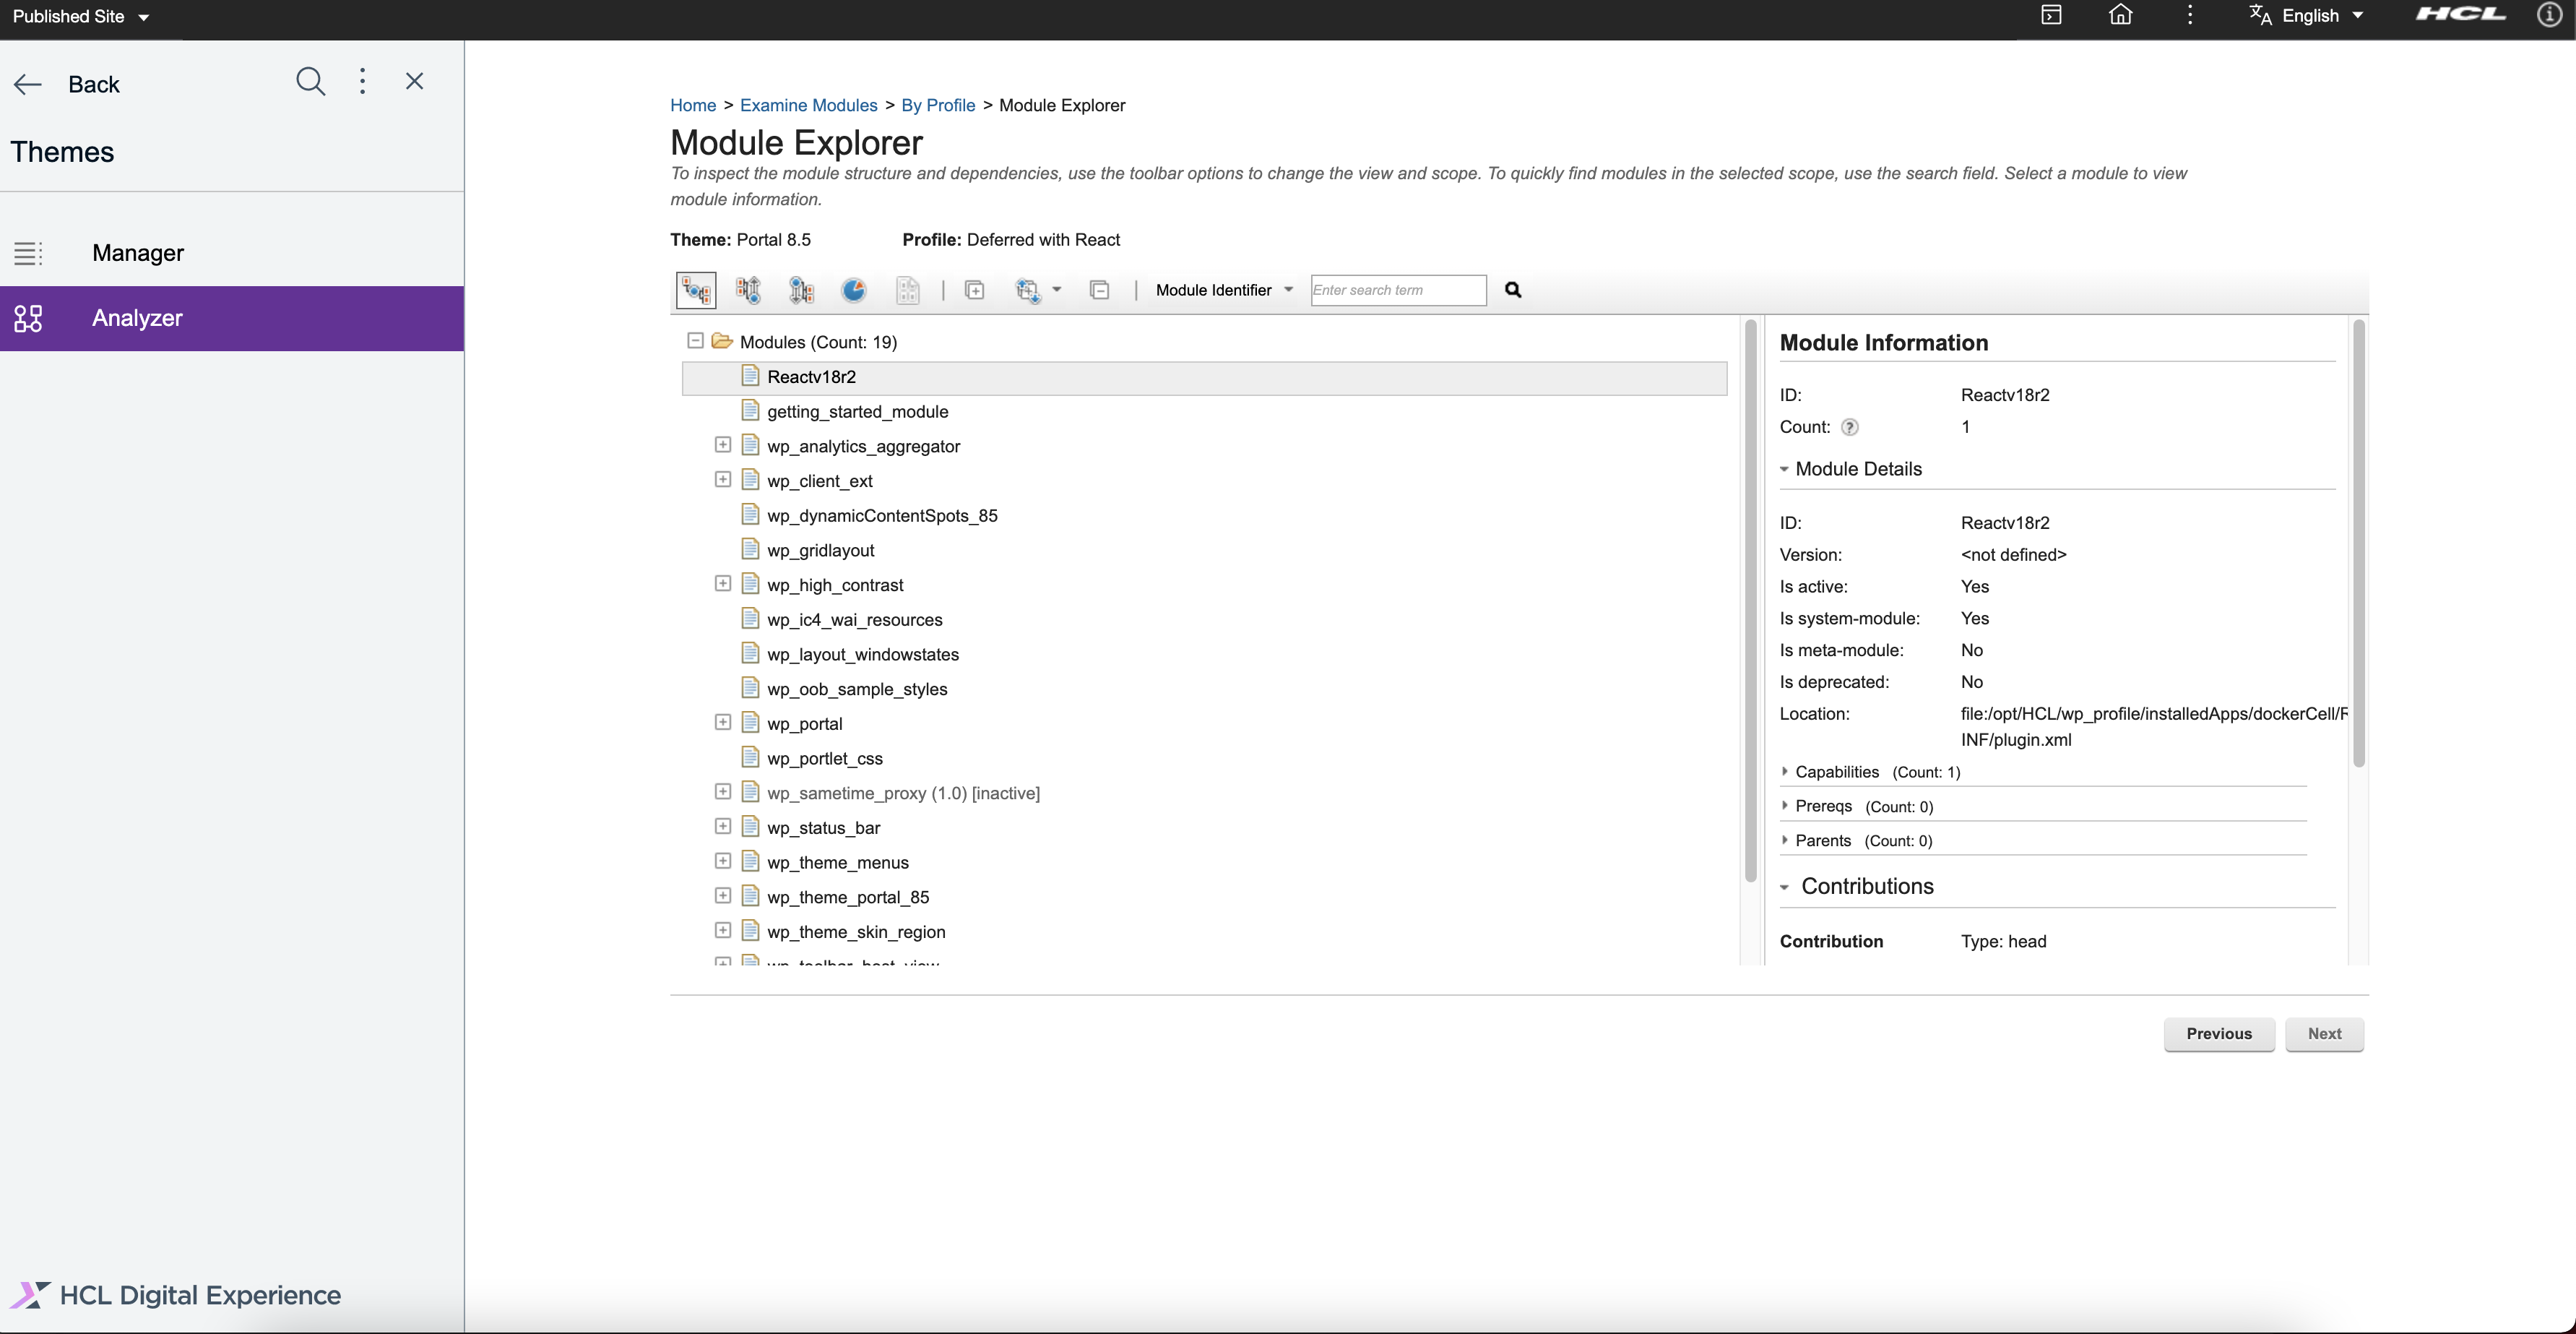 Published Site
English
HCL
Back
Themes
Manager
Analyzer
HCL Digital Experience
Home > Examine Modules > By Profile > Module Explorer
Module Explorer
To inspect the module structure and dependencies, use the toolbar options to change the view and scope. To quickly find modules in the selected scope, use the search field. Select a module to view
module information.
Theme: Portal 8.5 Profile: Deferred with React
Module Identifier Enter search term
Modules (Count: 19)
Reactv18r2
getting_started_module
wp_analytics_aggregator
wp_client_ext
wp_dynamicContentSpots_85
wp_gridlayout
wp_high_contrast
wp_ic4_wai_resources
wp_layout_windowstates
wp_oob_sample_styles
wp_portal
wp_portlet_css
wp_sametime_proxy (1.0) [inactive]
wp_status_bar
wp_theme_menus
wp_theme_portal_85
wp_theme_skin_region
Module Information
ID: Reactv18r2
Count: ? 1
Module Details
ID: Reactv18r2
Version: <not defined>
Is active: Yes
Is system-module: Yes
Is meta-module: No
Is deprecated: No
Location: file:/opt/HCL/wp_profile/installedApps/dockerCell/
INF/plugin.xml
Capabilities (Count: 1)
Prereqs (Count: 0)
Parents (Count: 0)
Contributions
Contribution Type: head
Previous Next